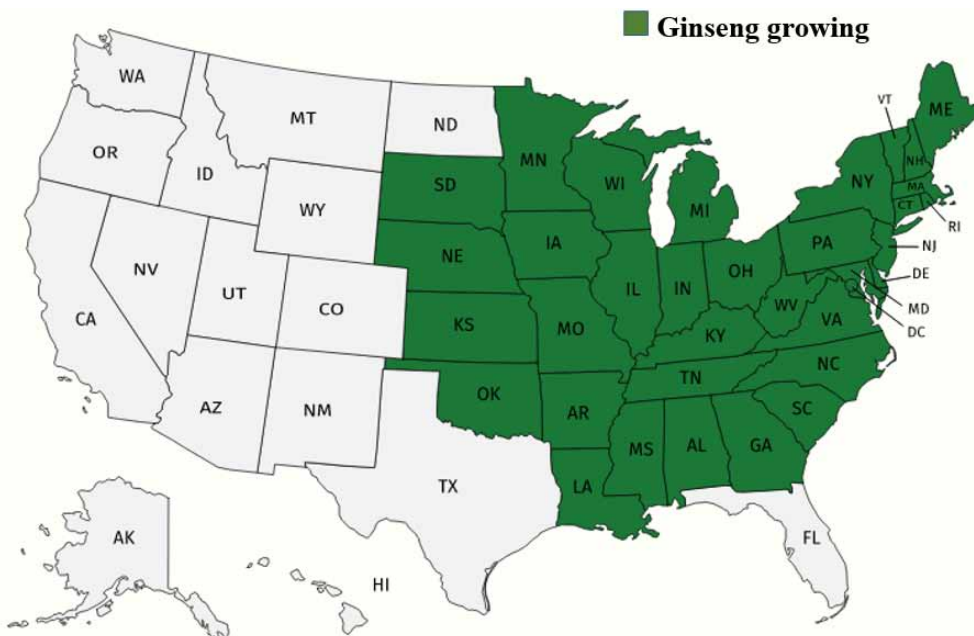 Ginseng growing
WA
MT
ND
MN
VT
ME
OR
ID
SD
WI
MI
NY
NH
MA
CT
RI
WY
IA
PA
NJ
NE
NV
UT
CO
IL
IN
OH
DE
MD
DC
WV
VA
CA
KS
MO
KY
NC
TN
AZ
NM
OK
AR
SC
MS
AL
GA
LA
TX
FL
AK
HI